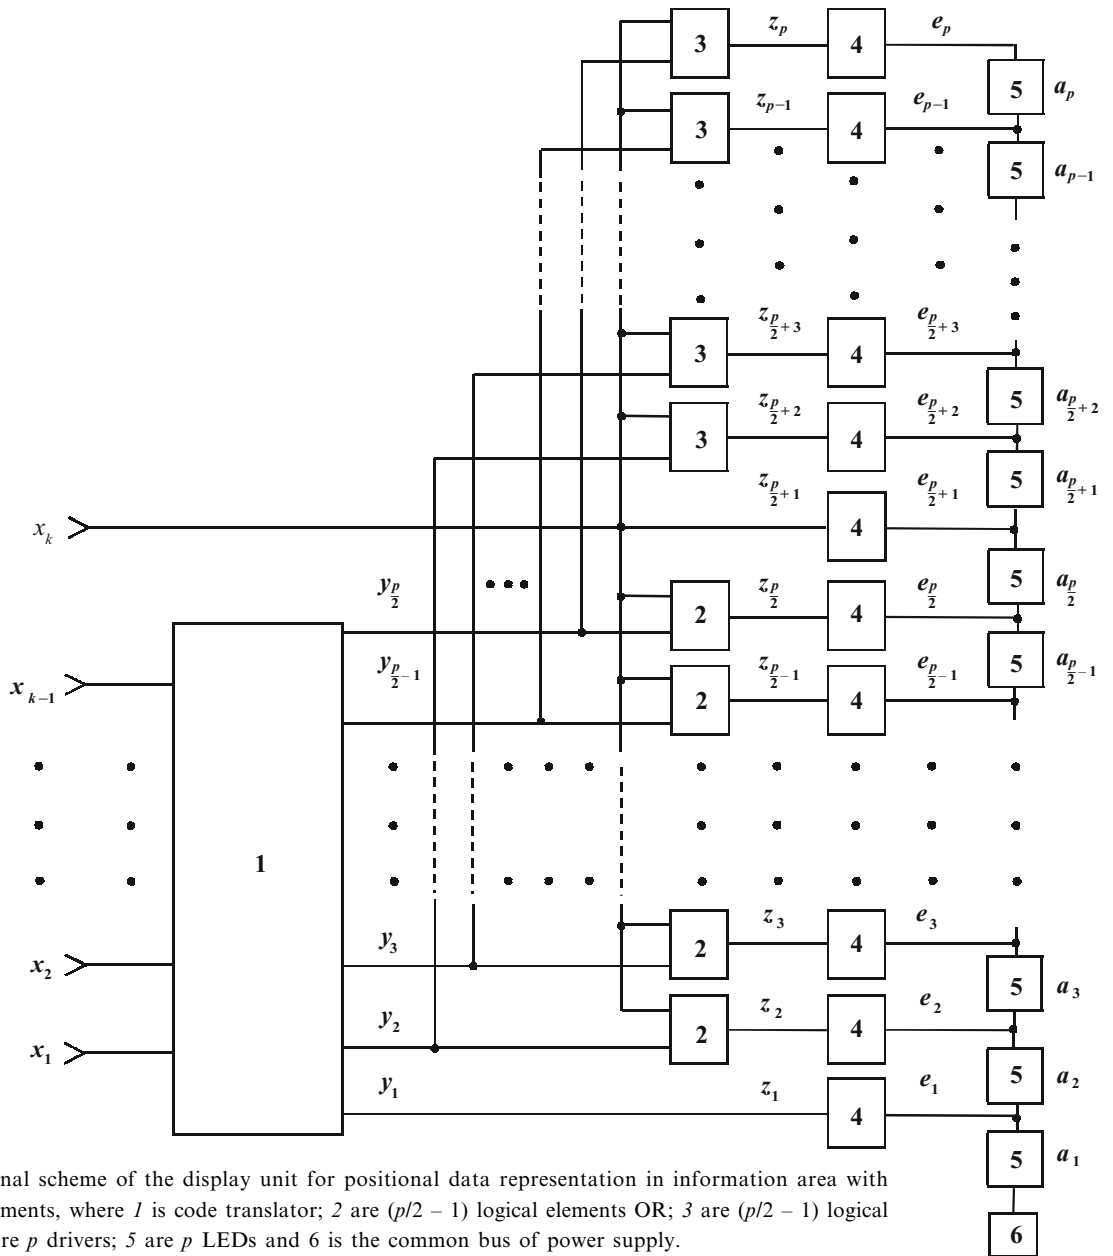 3 z_p 4 e_p
5 a_p
3 z_{p−1} 4 e_{p−1}
5 a_{p−1}
3 z_{p/2+3} 4 e_{p/2+3}
5 a_{p/2+2}
3 z_{p/2+2} 4 e_{p/2+2}
5 a_{p/2+1}
x_k z_{p/2+1} 4 e_{p/2+1}
5 a_{p/2}
y_{p/2} 2 z_{p/2} 4 e_{p/2}
5 a_{p/2−1}
x_{k−1} y_{p/2−1} 2 z_{p/2−1} 4 e_{p/2−1}
1
x_2 y_3 2 z_3 4 e_3
5 a_3
x_1 y_2 2 z_2 4 e_2
5 a_2
y_1 z_1 4 e_1
5 a_1
6
nal scheme of the display unit for positional data representation in information area with
ments, where 1 is code translator; 2 are (p/2 – 1) logical elements OR; 3 are (p/2 – 1) logical
are p drivers; 5 are p LEDs and 6 is the common bus of power supply.